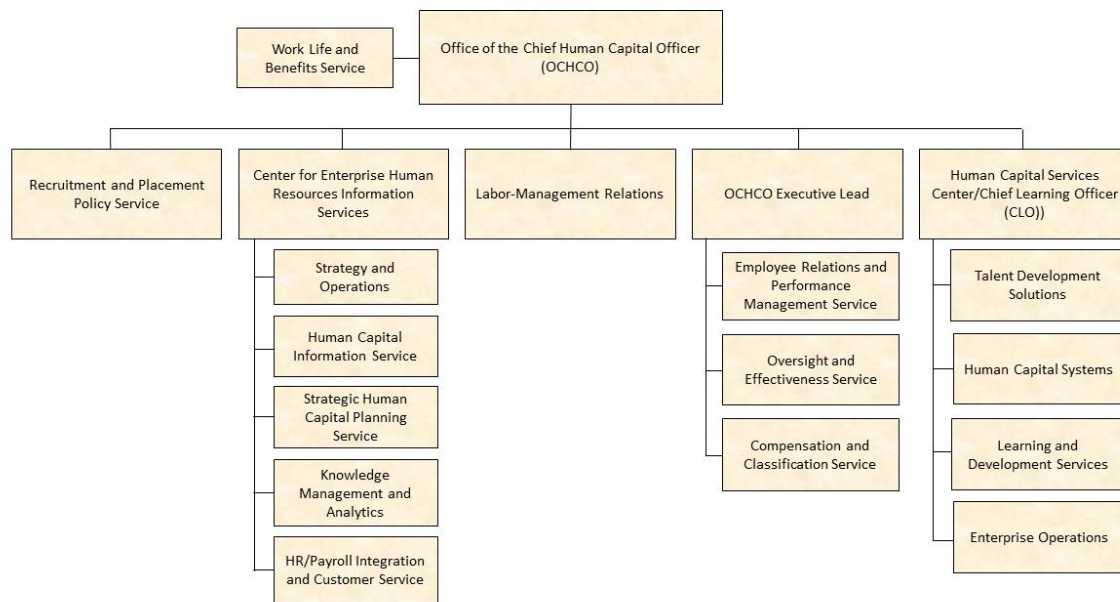 Work Life and
Benefits Service
Office of the Chief Human Capital Officer
(OCHCO)
Recruitment and Placement
Policy Service
Center for Enterprise Human
Resources Information
Services
Labor-Management Relations
OCHCO Executive Lead
Human Capital Services
Center/Chief Learning Officer
(CLO))
Strategy and
Operations
Human Capital
Information Service
Strategic Human
Capital Planning
Service
Knowledge
Management and
Analytics
HR/Payroll Integration
and Customer Service
Employee Relations and
Performance
Management Service
Oversight and
Effectiveness Service
Compensation and
Classification Service
Talent Development
Solutions
Human Capital Systems
Learning and
Development Services
Enterprise Operations